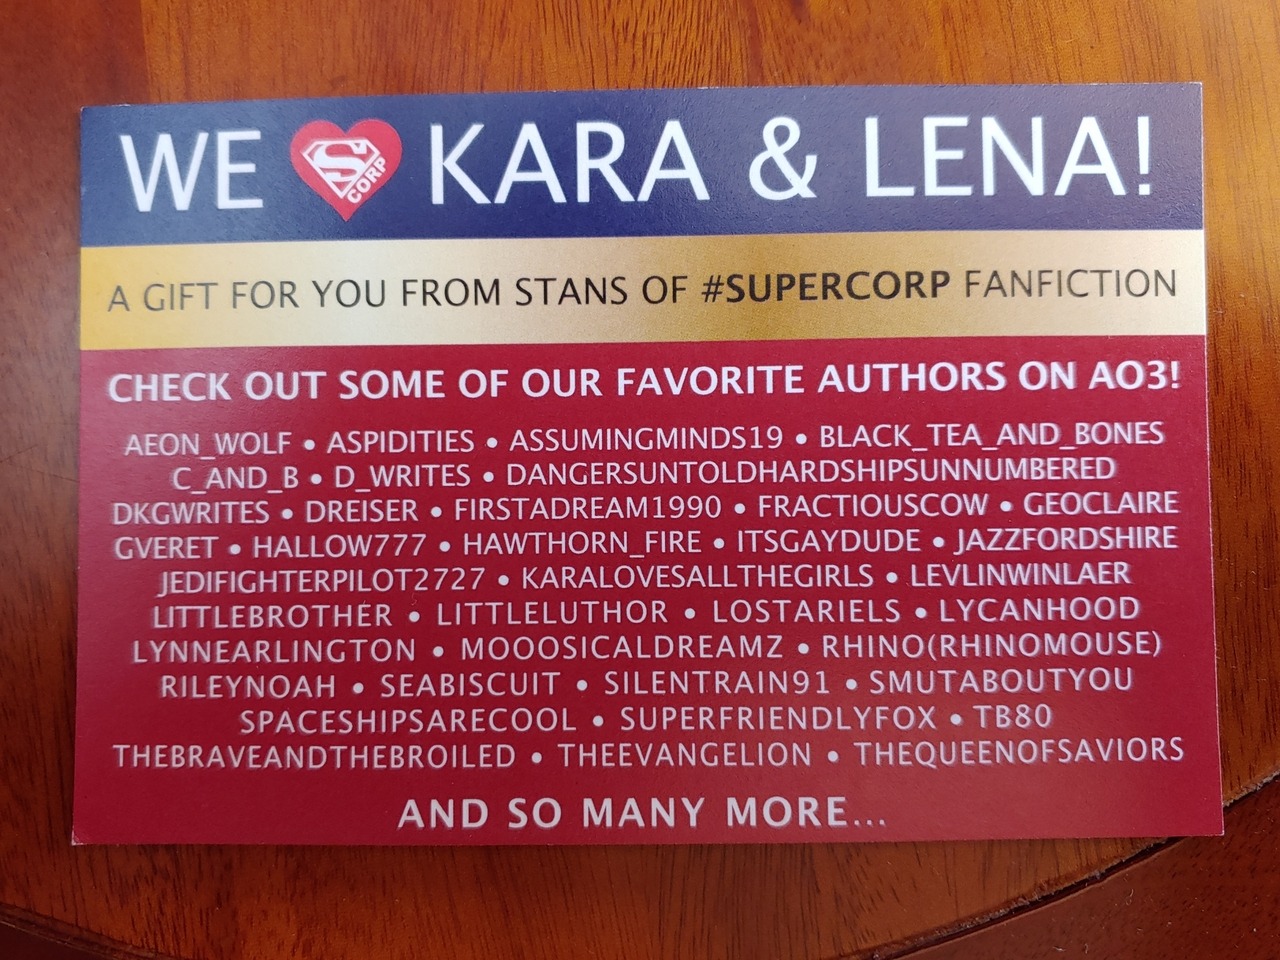 WE S CORP KARA & LENA!
A GIFT FOR YOU FROM STANS OF #SUPERCORP FANFICTION
CHECK OUT SOME OF OUR FAVORITE AUTHORS ON AO3!
AEON_WOLF • ASPIDITIES • ASSUMINGMINDS19 • BLACK_TEA_AND_BONES
C_AND_B • D_WRITES • DANGERSUNTOLDHARDSHIPSUNNUMBERED
DKGWRITES • DREISER • FIRSTADREAM1990 • FRACTIOUSCOW • GEOCLAIRE
GVERET • HALLOW777 • HAWTHORN_FIRE • ITSGAYDUDE • JAZZFORDSHIRE
JEDIFIGHTERPILOT2727 • KARALOVESALLTHEGIRLS • LEVLINWINLAER
LITTLEBROTHER • LITTLELUTHOR • LOSTARIELS • LYCANHOOD
LYNNEARLINGTON • MOOOSICALDREAMZ • RHINO(RHINOMOUSE)
RILEYNOAH • SEABISCUIT • SILENTRAIN91 • SMUTABOUTYOU
SPACESHIPSARECOOL • SUPERFRIENDLYFOX • TB80
THEBRAVEANDTHEBROILED • THEEVANGELION • THEQUEENOFSAVIORS
AND SO MANY MORE...